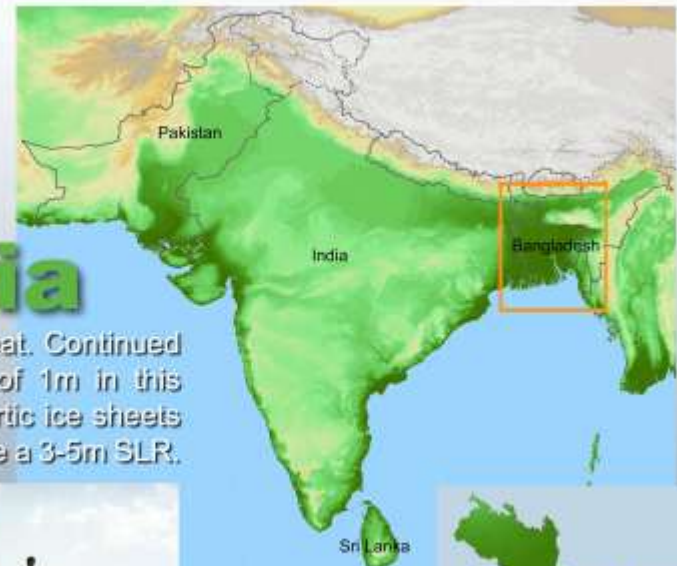 Pakistan
India
Bangladesh
ia
at. Continued
of 1m in this
rtic ice sheets
e a 3-5m SLR.
Sri Lanka